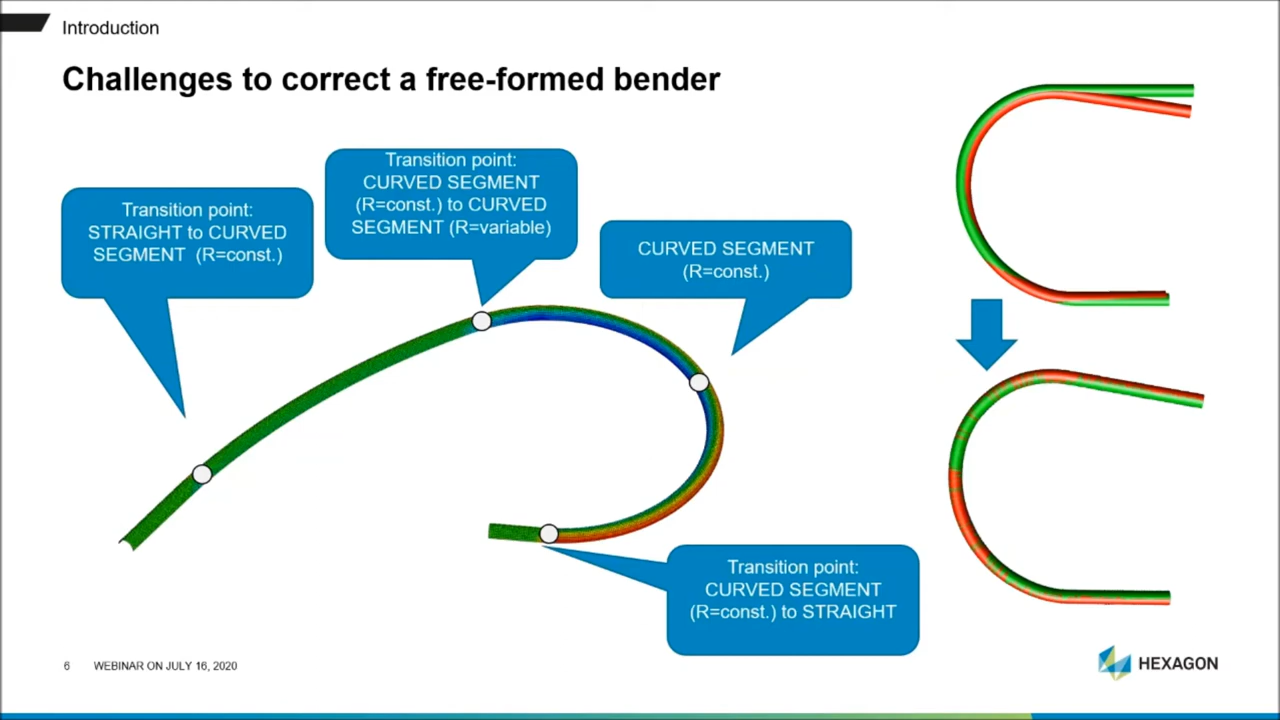 Introduction
Challenges to correct a free-formed bender
Transition point:
STRAIGHT to CURVED
SEGMENT (R=const.)
Transition point:
CURVED SEGMENT
(R=const.) to CURVED
SEGMENT (R=variable)
CURVED SEGMENT
(R=const.)
Transition point:
CURVED SEGMENT
(R=const.) to STRAIGHT
6 WEBINAR ON JULY 16, 2020
HEXAGON